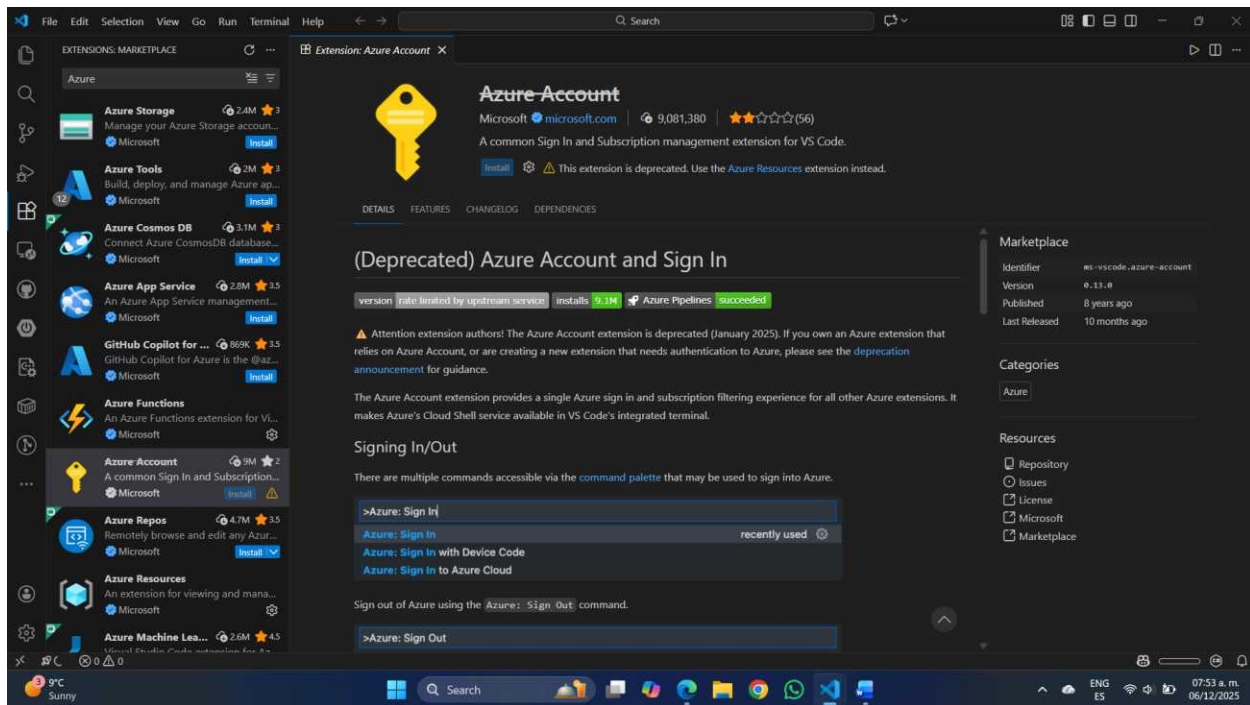 File Edit Selection View Go Run Terminal Help
Search
EXTENSIONS: MARKETPLACE
Azure
Azure Storage 2.4M 3
Manage your Azure Storage accoun...
Microsoft Install
Azure Tools 2M 3
Build, deploy, and manage Azure ap...
Microsoft Install
12
Azure Cosmos DB 3.1M 3
Connect Azure CosmosDB database...
Microsoft Install
Azure App Service 2.8M 3.5
An Azure App Service management...
Microsoft Install
GitHub Copilot for ... 869K 3.5
GitHub Copilot for Azure is the @az...
Microsoft Install
Azure Functions
An Azure Functions extension for Vi...
Microsoft
Azure Account 9M 2
A common Sign In and Subscription...
Microsoft Install
Azure Repos 4.7M 3.5
Remotely browse and edit any Azur...
Microsoft Install
Azure Resources
An extension for viewing and mana...
Microsoft
Azure Machine Lea... 2.6M 4.5
Visual Studio Code extension for Az...
Extension: Azure Account
Azure Account
Microsoft microsoft.com 9,081,380 (56)
A common Sign In and Subscription management extension for VS Code.
Install This extension is deprecated. Use the Azure Resources extension instead.
DETAILS FEATURES CHANGELOG DEPENDENCIES
(Deprecated) Azure Account and Sign In
version rate limited by upstream service installs 9.1M Azure Pipelines succeeded
Attention extension authors! The Azure Account extension is deprecated (January 2025). If you own an Azure extension that
relies on Azure Account, or are creating a new extension that needs authentication to Azure, please see the deprecation
announcement for guidance.
The Azure Account extension provides a single Azure sign in and subscription filtering experience for all other Azure extensions. It
makes Azure's Cloud Shell service available in VS Code's integrated terminal.
Signing In/Out
There are multiple commands accessible via the command palette that may be used to sign into Azure.
>Azure: Sign In
Azure: Sign In recently used
Azure: Sign In with Device Code
Azure: Sign In to Azure Cloud
Sign out of Azure using the Azure: Sign Out command.
>Azure: Sign Out
Marketplace
Identifier ms-vscode.azure-account
Version 0.13.0
Published 8 years ago
Last Released 10 months ago
Categories
Azure
Resources
Repository
Issues
License
Microsoft
Marketplace
0 0
3
9°C
Sunny
Search
ENG
ES
07:53 a. m.
06/12/2025